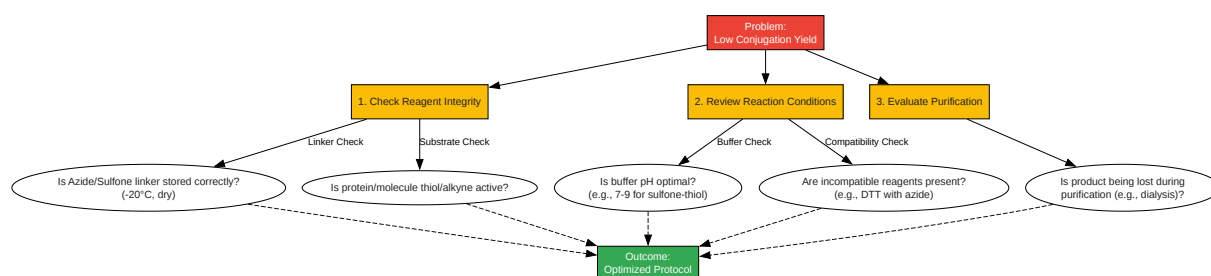 Problem:
Low Conjugation Yield
1. Check Reagent Integrity
2. Review Reaction Conditions
3. Evaluate Purification
Linker Check
Substrate Check
Buffer Check
Compatibility Check
Is Azide/Sulfone linker stored correctly?
(-20°C, dry)
Is protein/molecule thiol/alkyne active?
Is buffer pH optimal?
(e.g., 7-9 for sulfone-thiol)
Are incompatible reagents present?
(e.g., DTT with azide)
Is product being lost during
purification (e.g., dialysis)?
Outcome:
Optimized Protocol